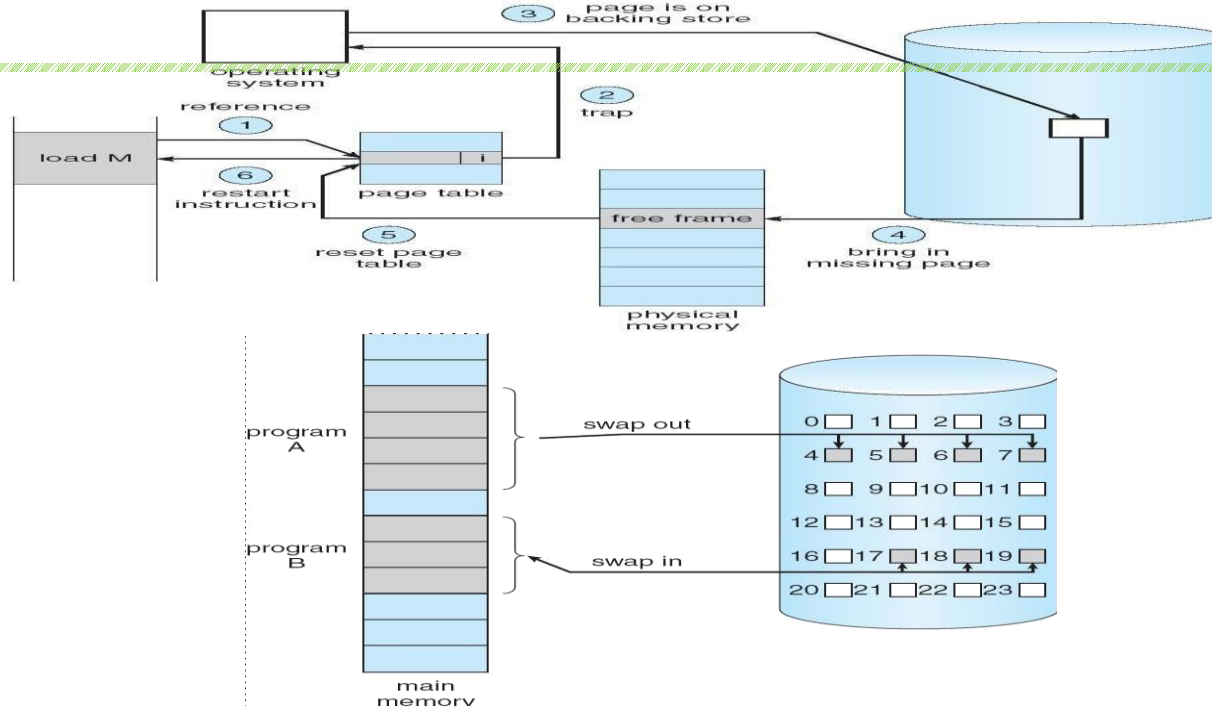 3
page is on
backing store
operating
system
2
trap
reference
1
load M
i
6
restart
instruction
page table
free frame
5
reset page
table
4
bring in
missing page
physical
memory
program
A
swap out
0 1 2 3
4 5 6 7
8 9 10 11
12 13 14 15
program
B
swap in
16 17 18 19
20 21 22 23
main
memory